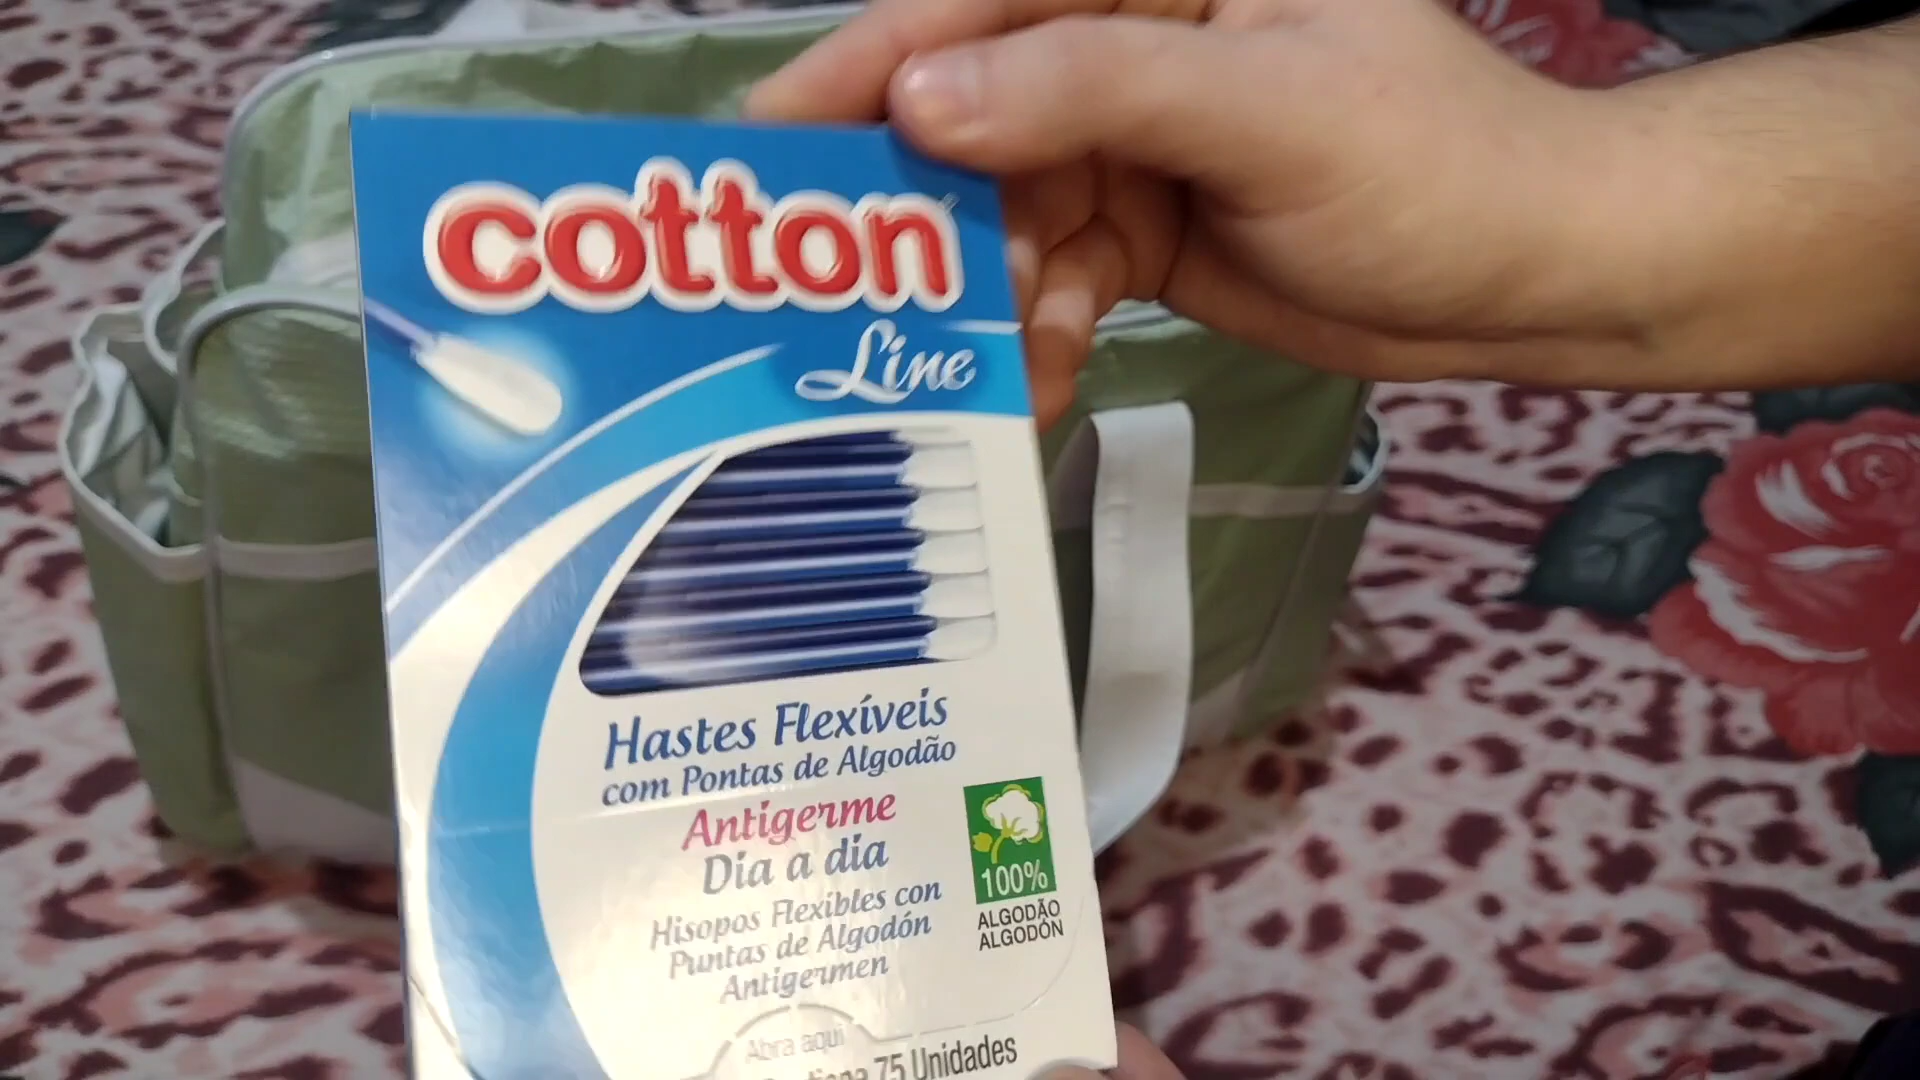 cotton
Line
Hastes Flexíveis
com Pontas de Algodão
Antigerme
Dia a dia
Hisopos Flexibles con
Puntas de Algodón
Antigermen
100%
ALGODÃO
ALGODÓN
Abra aqui
75 Unidades